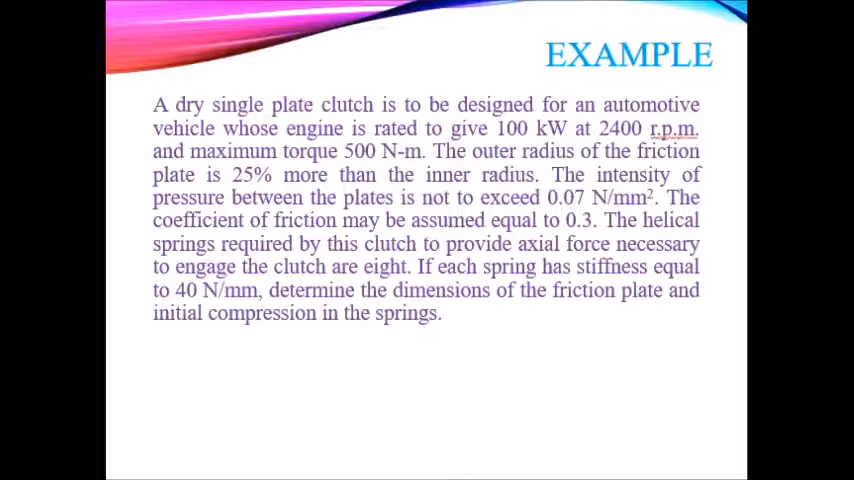 EXAMPLE
A dry single plate clutch is to be designed for an automotive
vehicle whose engine is rated to give 100 kW at 2400 r.p.m.
and maximum torque 500 N-m. The outer radius of the friction
plate is 25% more than the inner radius. The intensity of
pressure between the plates is not to exceed 0.07 N/mm². The
coefficient of friction may be assumed equal to 0.3. The helical
springs required by this clutch to provide axial force necessary
to engage the clutch are eight. If each spring has stiffness equal
to 40 N/mm, determine the dimensions of the friction plate and
initial compression in the springs.